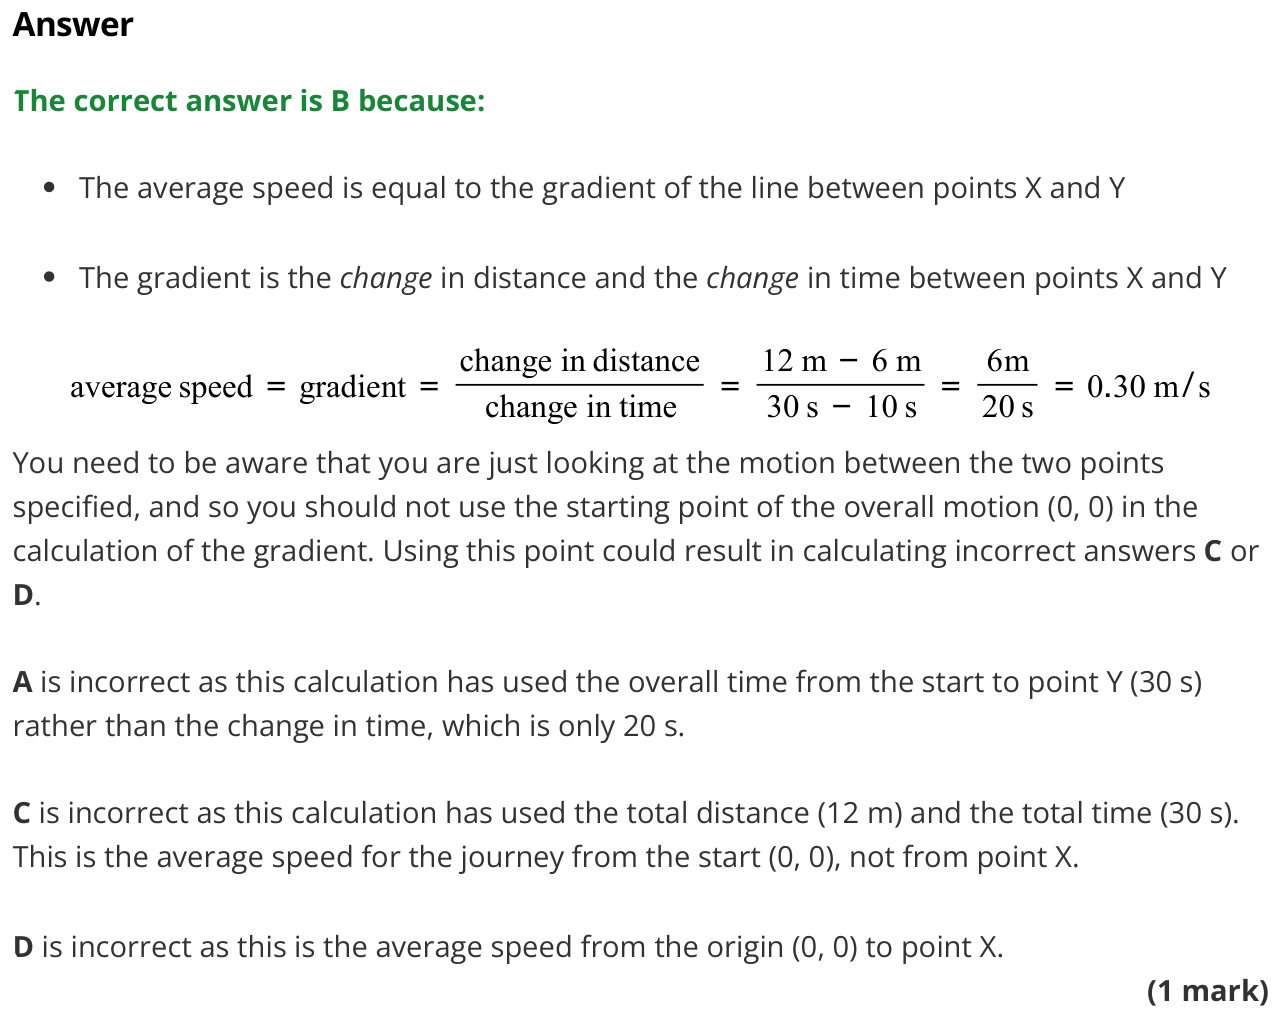 Answer
The correct answer is B because:
• The average speed is equal to the gradient of the line between points X and Y
• The gradient is the change in distance and the change in time between points X and Y
average speed = gradient = change in distance / change in time = 12 m − 6 m / 30 s − 10 s = 6m / 20 s = 0.30 m/s
You need to be aware that you are just looking at the motion between the two points
specified, and so you should not use the starting point of the overall motion (0, 0) in the
calculation of the gradient. Using this point could result in calculating incorrect answers C or
D.
A is incorrect as this calculation has used the overall time from the start to point Y (30 s)
rather than the change in time, which is only 20 s.
C is incorrect as this calculation has used the total distance (12 m) and the total time (30 s).
This is the average speed for the journey from the start (0, 0), not from point X.
D is incorrect as this is the average speed from the origin (0, 0) to point X.
(1 mark)